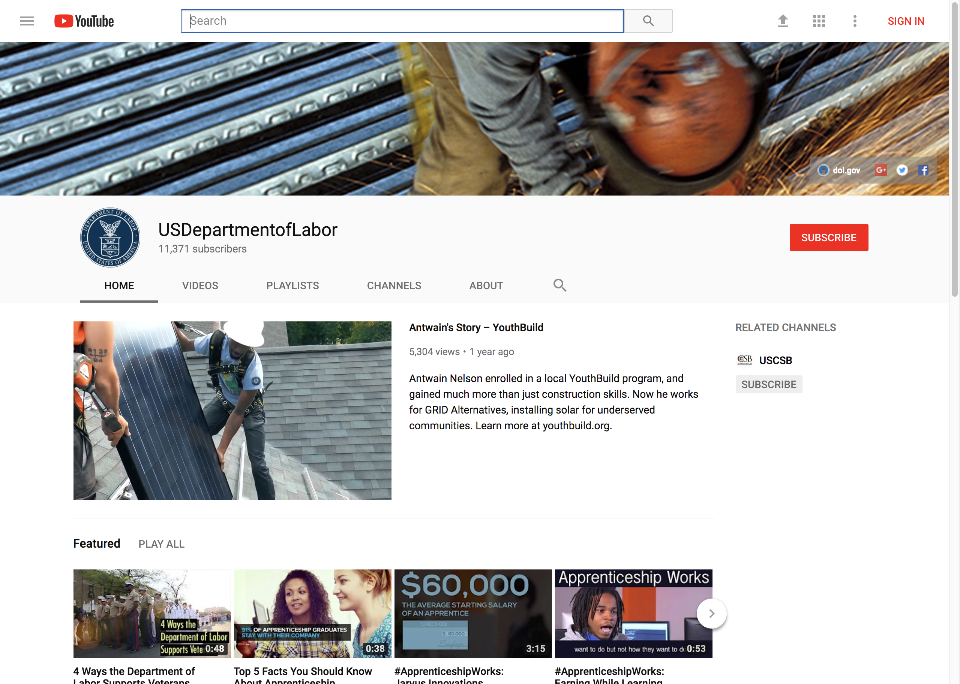 YouTube
Search
SIGN IN
dol.gov
G+
USDepartmentofLabor
11,371 subscribers
SUBSCRIBE
HOME
VIDEOS
PLAYLISTS
CHANNELS
ABOUT
Antwain's Story – YouthBuild
5,304 views • 1 year ago
Antwain Nelson enrolled in a local YouthBuild program, and
gained much more than just construction skills. Now he works
for GRID Alternatives, installing solar for underserved
communities. Learn more at youthbuild.org.
RELATED CHANNELS
CSB
USCSB
SUBSCRIBE
Featured
PLAY ALL
4 Ways the
Department of Labor
Supports Vete
0:48
91% OF APPRENTICESHIP GRADUATES
STAY WITH THEIR COMPANY
0:38
$60,000
THE AVERAGE STARTING SALARY
OF AN APPRENTICE
$ 60,000
3:15
Apprenticeship Works
want to do but not how they want to do
0:53
4 Ways the Department of
Labor Supports Veterans
Top 5 Facts You Should Know
About Apprenticeship
#ApprenticeshipWorks:
Jarvus Innovations
#ApprenticeshipWorks:
Earning While Learning